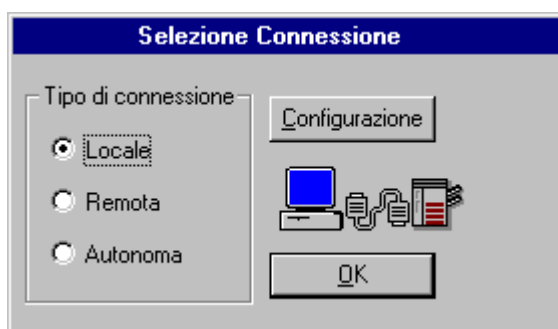 Selezione Connessione
Tipo di connessione
Locale
Remota
Autonoma
Configurazione
OK